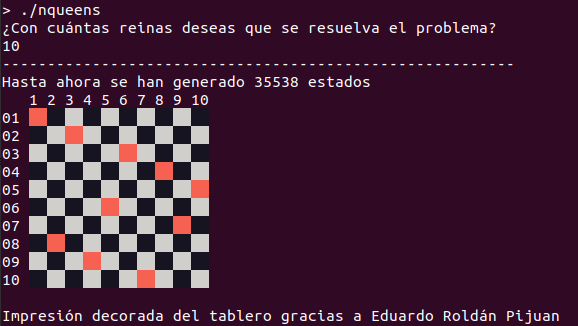 > ./nqueens
¿Con cuántas reinas deseas que se resuelva el problema?
10
---------------------------------------------------------
Hasta ahora se han generado 35538 estados
1 2 3 4 5 6 7 8 9 10
01
02
03
04
05
06
07
08
09
10
Impresión decorada del tablero gracias a Eduardo Roldán Pijuan